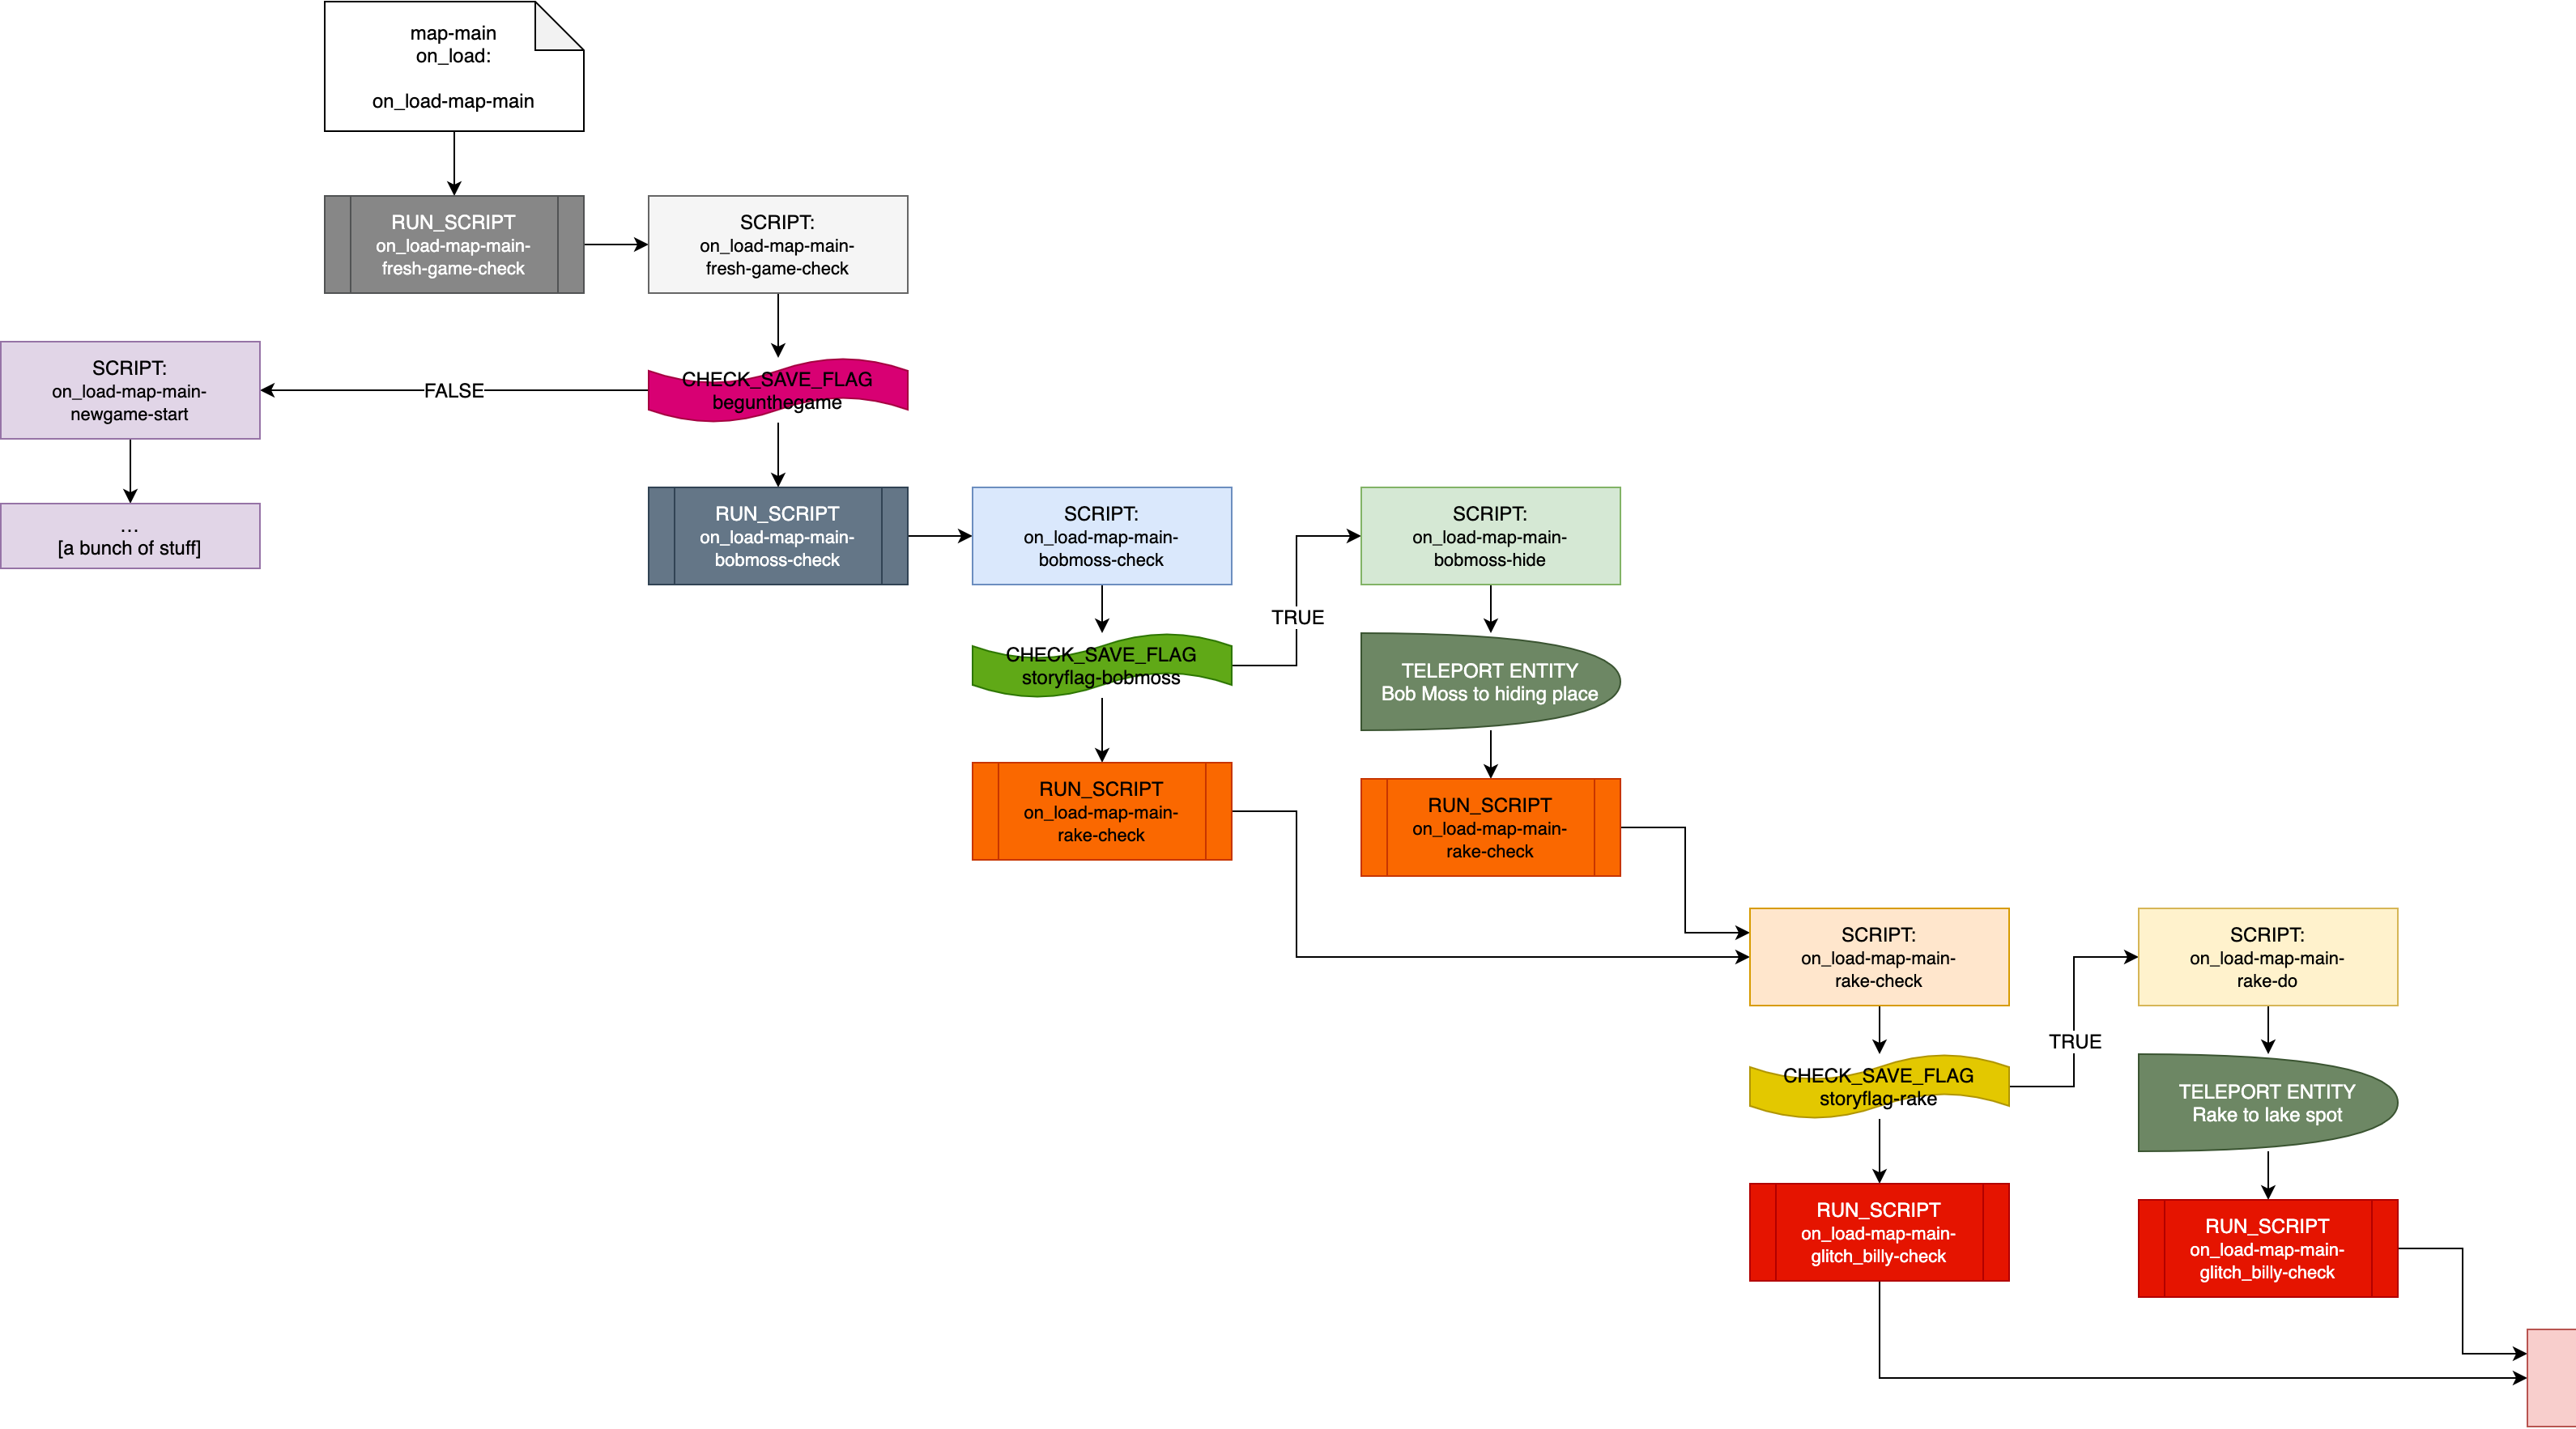 map-main
on_load:
on_load-map-main
RUN_SCRIPT
on_load-map-main-
fresh-game-check
SCRIPT:
on_load-map-main-
fresh-game-check
SCRIPT:
on_load-map-main-
newgame-start
FALSE
CHECK_SAVE_FLAG
begunthegame
...
[a bunch of stuff]
RUN_SCRIPT
on_load-map-main-
bobmoss-check
SCRIPT:
on_load-map-main-
bobmoss-check
SCRIPT:
on_load-map-main-
bobmoss-hide
TRUE
CHECK_SAVE_FLAG
storyflag-bobmoss
TELEPORT ENTITY
Bob Moss to hiding place
RUN_SCRIPT
on_load-map-main-
rake-check
RUN_SCRIPT
on_load-map-main-
rake-check
SCRIPT:
on_load-map-main-
rake-check
SCRIPT:
on_load-map-main-
rake-do
TRUE
CHECK_SAVE_FLAG
storyflag-rake
TELEPORT ENTITY
Rake to lake spot
RUN_SCRIPT
on_load-map-main-
glitch_billy-check
RUN_SCRIPT
on_load-map-main-
glitch_billy-check